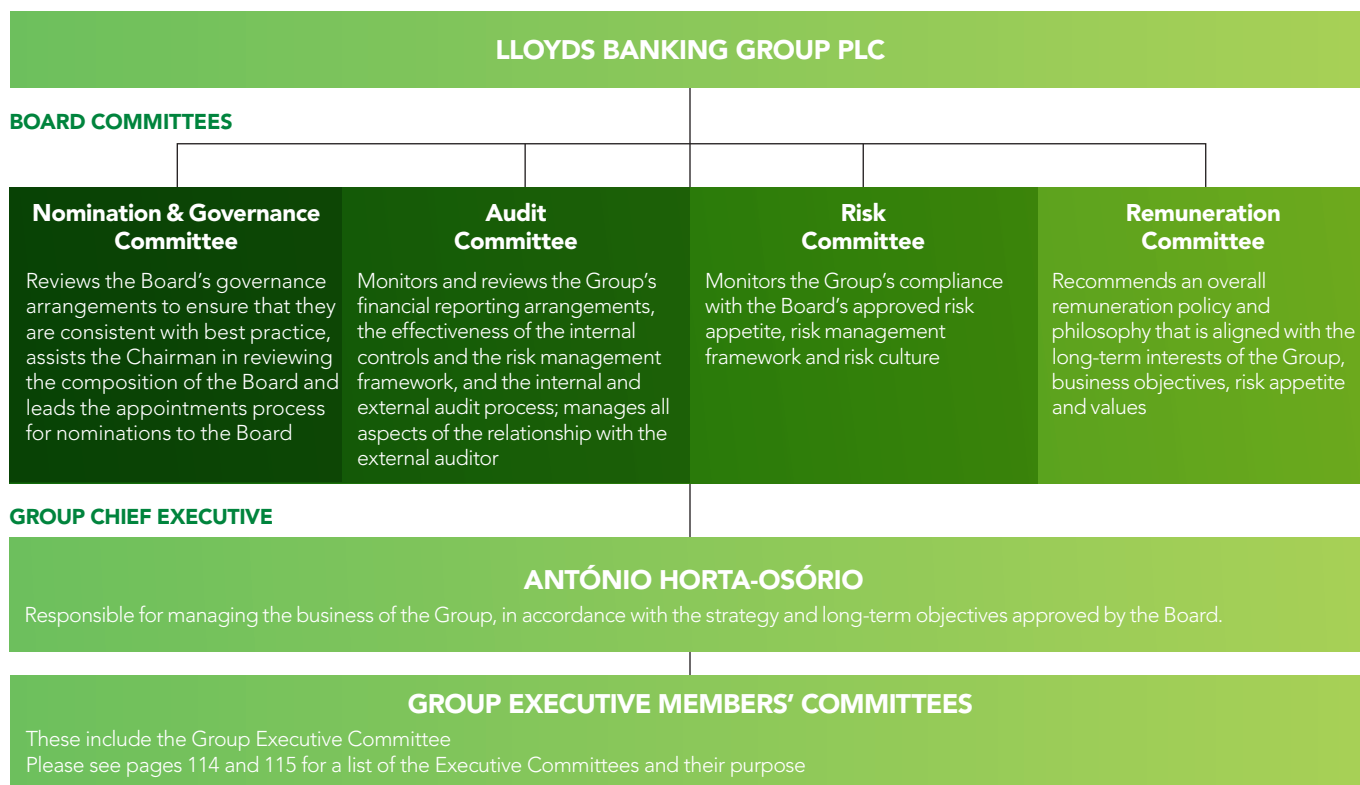 LLOYDS BANKING GROUP PLC
BOARD COMMITTEES
Nomination & Governance
Committee
Reviews the Board’s governance
arrangements to ensure that they
are consistent with best practice,
assists the Chairman in reviewing
the composition of the Board and
leads the appointments process
for nominations to the Board
Audit
Committee
Monitors and reviews the Group’s
financial reporting arrangements,
the effectiveness of the internal
controls and the risk management
framework, and the internal and
external audit process; manages all
aspects of the relationship with the
external auditor
Risk
Committee
Monitors the Group’s compliance
with the Board’s approved risk
appetite, risk management
framework and risk culture
Remuneration
Committee
Recommends an overall
remuneration policy and
philosophy that is aligned with the
long-term interests of the Group,
business objectives, risk appetite
and values
GROUP CHIEF EXECUTIVE
ANTÓNIO HORTA-OSÓRIO
Responsible for managing the business of the Group, in accordance with the strategy and long-term objectives approved by the Board.
GROUP EXECUTIVE MEMBERS’ COMMITTEES
These include the Group Executive Committee
Please see pages 114 and 115 for a list of the Executive Committees and their purpose